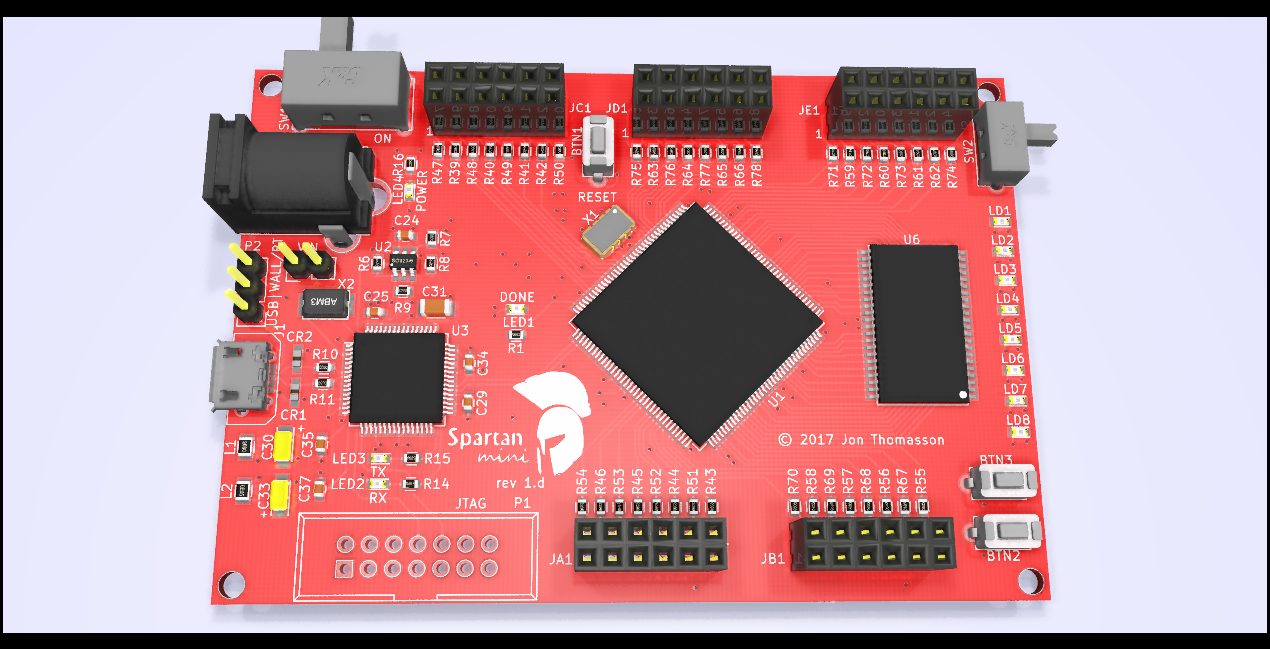 ON
JC1
JD1
JE1
1
1
1
BTN1
SW2
R47
R39
R48
R40
R49
R41
R42
R50
R75
R63
R76
R64
R77
R65
R66
R78
R71
R59
R72
R60
R73
R61
R62
R74
R16
LED4
POWER
RESET
X1
C24
R7
R8
U2
R6
R9
P2
USB|WALL/
X2
ABM3
C25
C31
J1
U3
CR2
R10
R11
CR1
C34
C29
DONE
LED1
R1
U6
U1
LD1
LD2
LD3
LD4
LD5
LD6
LD7
LD8
L1
C30
+
C35
L2
C33
+
C37
LED3
TX
R15
LED2
RX
R14
Spartan
mini
rev 1.d
© 2017 Jon Thomasson
JTAG
P1
R54
R46
R53
R45
R52
R44
R51
R43
R70
R58
R69
R57
R68
R56
R67
R55
JA1
JB1
BTN3
BTN2